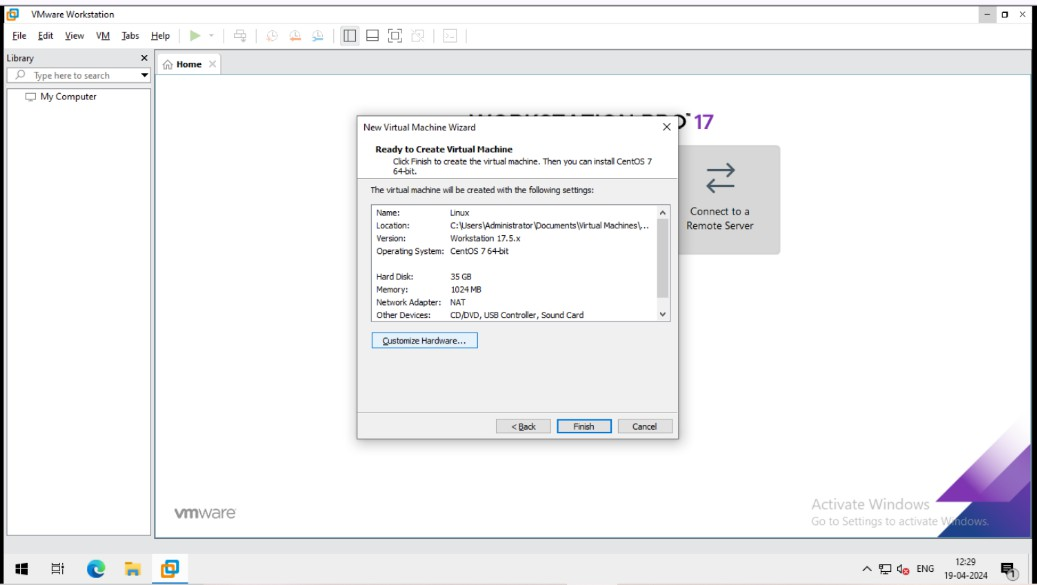 VMware Workstation
File Edit View VM Tabs Help
Library
Type here to search
My Computer
Home
17
New Virtual Machine Wizard
Ready to Create Virtual Machine
Click Finish to create the virtual machine. Then you can install CentOS 7
64-bit.
The virtual machine will be created with the following settings:
Name: Linux
Location: C:\Users\Administrator\Documents\Virtual Machines\,...
Version: Workstation 17.5.x
Operating System: CentOS 7 64-bit
Hard Disk: 35 GB
Memory: 1024 MB
Network Adapter: NAT
Other Devices: CD/DVD, USB Controller, Sound Card
Customize Hardware...
< Back Finish Cancel
Connect to a
Remote Server
vmware
Activate Windows
Go to Settings to activate Windows.
ENG
12:29
19-04-2024
1